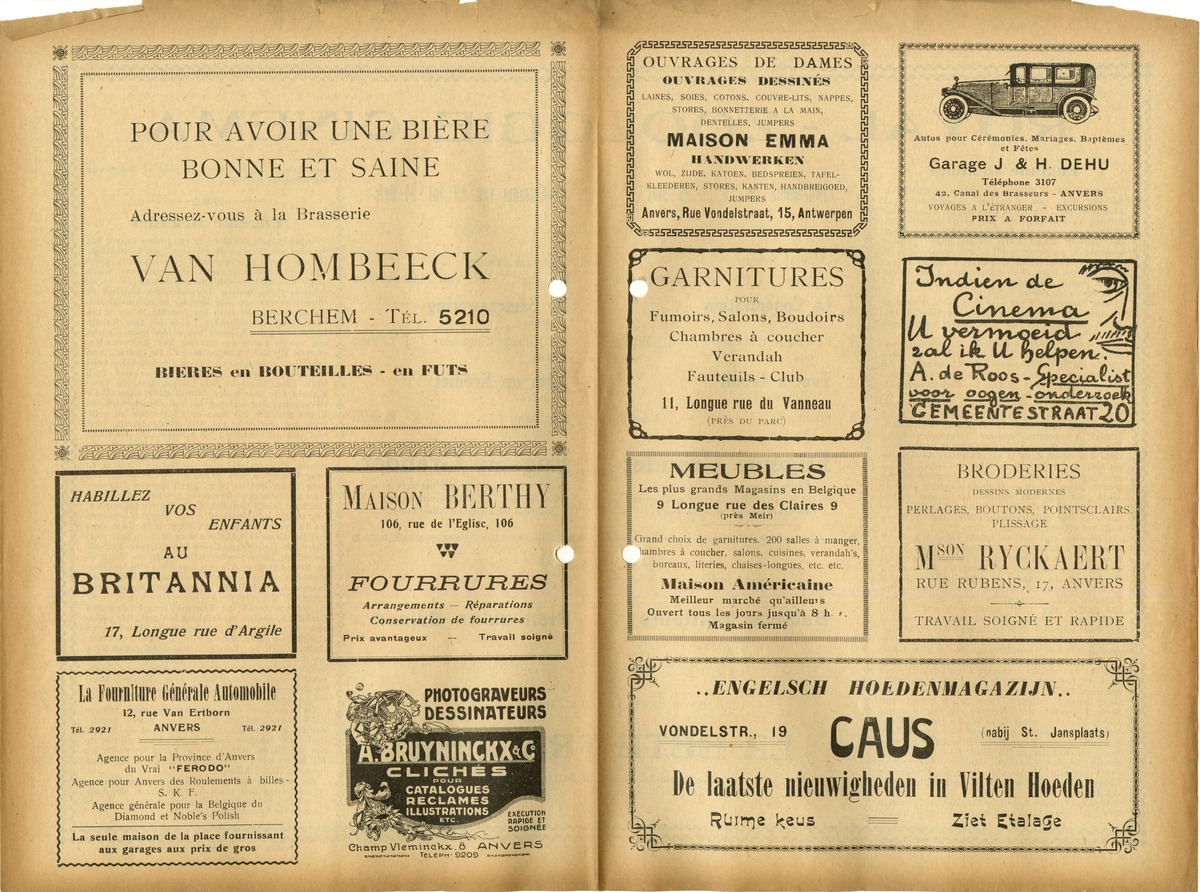 POUR AVOIR UNE BIÈRE
BONNE ET SAINE
Adressez-vous à la Brasserie
VAN HOMBEECK
BERCHEM - TÉL. 5210
BIERES en BOUTEILLES - en FUTS
HABILLEZ
VOS
ENFANTS
AU
BRITANNIA
17, Longue rue d'Argile
MAISON BERTHY
106, rue de l'Eglise, 106
FOURRURES
Arrangements — Réparations
Conservation de fourrures
Prix avantageux — Travail soigné
La Fourniture Générale Automobile
12, rue Van Ertborn
Tél. 2921 ANVERS Tél. 2921
Agence pour la Province d'Anvers
du Vrai "FERODO"
Agence pour Anvers des Roulements à billes
S. K. F.
Agence générale pour la Belgique du
Diamond et Noble's Polish
La seule maison de la place fournissant
aux garages aux prix de gros
PHOTOGRAVEURS
DESSINATEURS
A. BRUYNINCKX & Co
CLICHÉS
POUR
CATALOGUES
RECLAMES
ILLUSTRATIONS
ETC.
EXÉCUTION
RAPIDE ET
SOIGNÉE
Champ Vleminckx. 8 ANVERS
TELEPH·9209
OUVRAGES DE DAMES
OUVRAGES DESSINÉS
LAINES, SOIES, COTONS, COUVRE-LITS, NAPPES,
STORES, BONNETTERIE A LA MAIN,
DENTELLES, JUMPERS
MAISON EMMA
HANDWERKEN
WOL, ZIJDE, KATOEN, BEDSPREIEN, TAFEL-
KLEEDEREN, STORES, KANTEN, HANDBREIGOED,
JUMPERS
Anvers, Rue Vondelstraat, 15, Antwerpen
Autos pour Cérémonies, Mariages, Baptèmes
et Fêtes
Garage J & H. DEHU
Téléphone 3107
42, Canal des Brasseurs - ANVERS
VOYAGES A L'ÉTRANGER - EXCURSIONS
PRIX A FORFAIT
GARNITURES
POUR
Fumoirs, Salons, Boudoirs
Chambres à coucher
Verandah
Fauteuils - Club
11, Longue rue du Vanneau
(PRÈS DU PARC)
Indien de
Cinema
U vermoeid
zal ik U helpen.
A. de Roos - Specialist
voor oogen - onderzoek
GEMEENTESTRAAT 20
MEUBLES
Les plus grands Magasins en Belgique
9 Longue rue des Claires 9
(près Meir)
Grand choix de garnitures. 200 salles à manger,
hambres à coucher, salons, cuisines, verandah's,
bureaux, literies, chaises-longues, etc. etc.
Maison Américaine
Meilleur marché qu'ailleurs
Ouvert tous les jours jusqu'à 8 h.
Magasin fermé
BRODERIES
DESSINS MODERNES
PERLAGES, BOUTONS, POINTSCLAIRS,
PLISSAGE
MSON RYCKAERT
RUE RUBENS, 17, ANVERS
TRAVAIL SOIGNÉ ET RAPIDE
..ENGELSCH HOEDENMAGAZIJN..
VONDELSTR., 19 CAUS (nabij St. Jansplaats)
De laatste nieuwigheden in Vilten Hoeden
Ruime keus Ziet Etalage